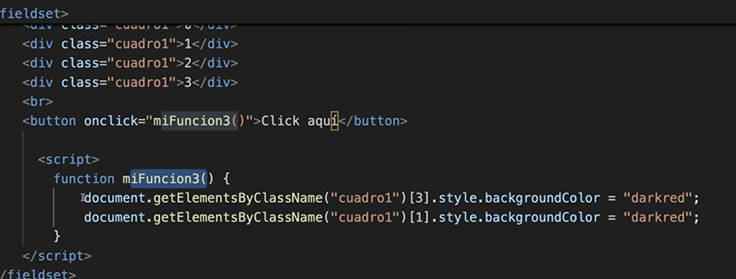 fieldset>
<div class="cuadro1">0</div>
<div class="cuadro1">1</div>
<div class="cuadro1">2</div>
<div class="cuadro1">3</div>
<br>
<button onclick="miFuncion3()">Click aquí</button>
<script>
function miFuncion3() {
document.getElementsByClassName("cuadro1")[3].style.backgroundColor = "darkred";
document.getElementsByClassName("cuadro1")[1].style.backgroundColor = "darkred";
}
</script>
/fieldset>